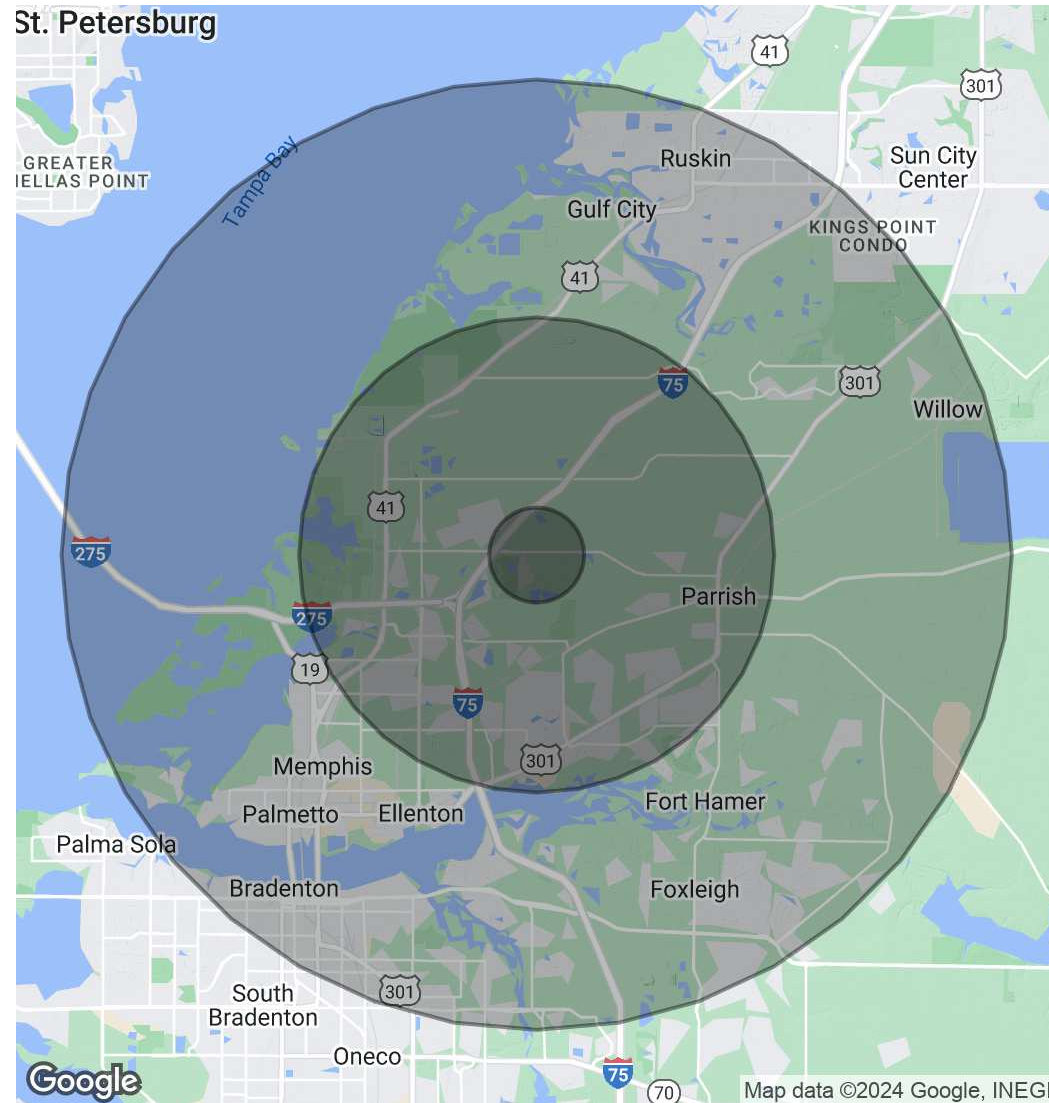 St. Petersburg
41
301
GREATER
IELLAS POINT
Tampa Bay
Ruskin
Sun City
Center
Gulf City
KINGS POINT
CONDO
41
75
301
Willow
41
275
Parrish
275
19
75
301
Memphis
Fort Hamer
Palmetto
Ellenton
Palma Sola
Bradenton
Foxleigh
301
South
Bradenton
Oneco
75
70
Google
Map data ©2024 Google, INEGI